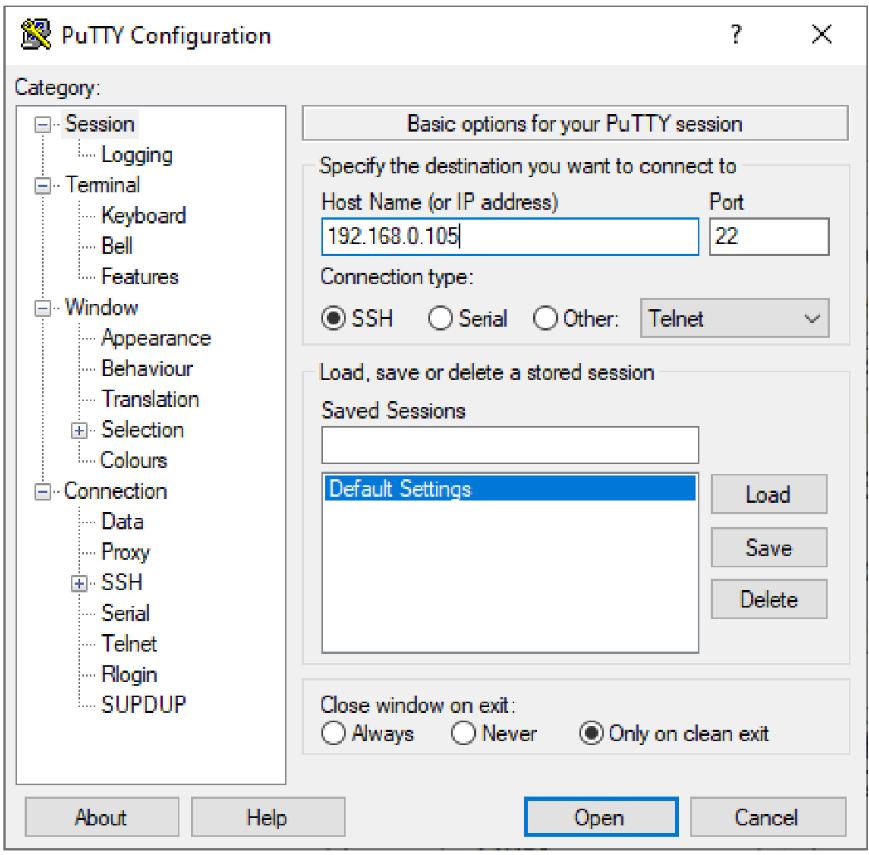 PuTTY Configuration ?
Category:
Session
Logging
Terminal
Keyboard
Bell
Features
Window
Appearance
Behaviour
Translation
Selection
Colours
Connection
Data
Proxy
SSH
Serial
Telnet
Rlogin
SUPDUP
Basic options for your PuTTY session
Specify the destination you want to connect to
Host Name (or IP address) Port
192.168.0.105 22
Connection type:
SSH Serial Other: Telnet
Load, save or delete a stored session
Saved Sessions
Default Settings
Load
Save
Delete
Close window on exit:
Always Never Only on clean exit
About Help Open Cancel